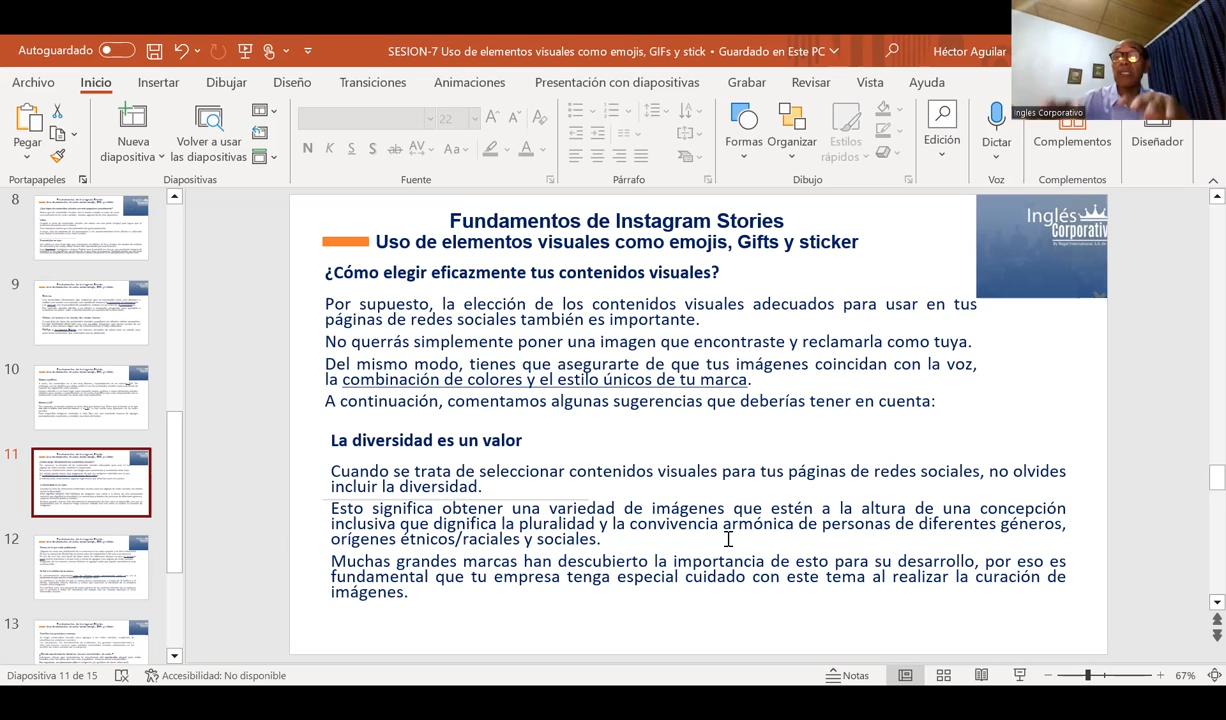 Autoguardado
SESION-7 Uso de elementos visuales como emojis, GIFs y stick • Guardado en Este PC
Héctor Aguilar
Archivo Inicio Insertar Dibujar Diseño Transiciones Animaciones Presentación con diapositivas Grabar Revisar Vista Ayuda
Ingles Corporativo
Pegar
Nueva diapositiva
Volver a usar las diapositivas
22
N K S S ab AV Aa A
Formas Organizar Estilos rápidos
Edición
Dictar
Complementos
Diseñador
Portapapeles Diapositivas Fuente Párrafo Dibujo Voz Complementos
8
9
10
11
12
13
Fundamentos de Instagram Stories
Uso de elementos visuales como emojis, Gifts y sticker
Inglés
Corporativ
¿Cómo elegir eficazmente tus contenidos visuales?
Por supuesto, la elección de los contenidos visuales adecuados para usar en tus
páginas de redes sociales también es importante.
No querrás simplemente poner una imagen que encontraste y reclamarla como tuya.
Del mismo modo, tienes que asegurarte de que tus imágenes coincidan con la voz,
la combinación de colores y el estilo únicos de tu marca.
A continuación, comentamos algunas sugerencias que deberías tener en cuenta:
La diversidad es un valor
Cuando se trata de seleccionar contenidos visuales para tus páginas de redes sociales, no olvides
incluir la diversidad.
Esto significa obtener una variedad de imágenes que estén a la altura de una concepción
inclusiva que dignifica la pluralidad y la convivencia armónica de personas de diferentes géneros,
orígenes étnicos/raciales y sociales.
Muchas grandes marcas han descubierto la importancia de esto para su desarrollo, por eso es
fundamental que tu empresa tenga especial cuidado con este tema al realizar la curación de
imágenes.
Diapositiva 11 de 15
Accesibilidad: No disponible
Notas
67%